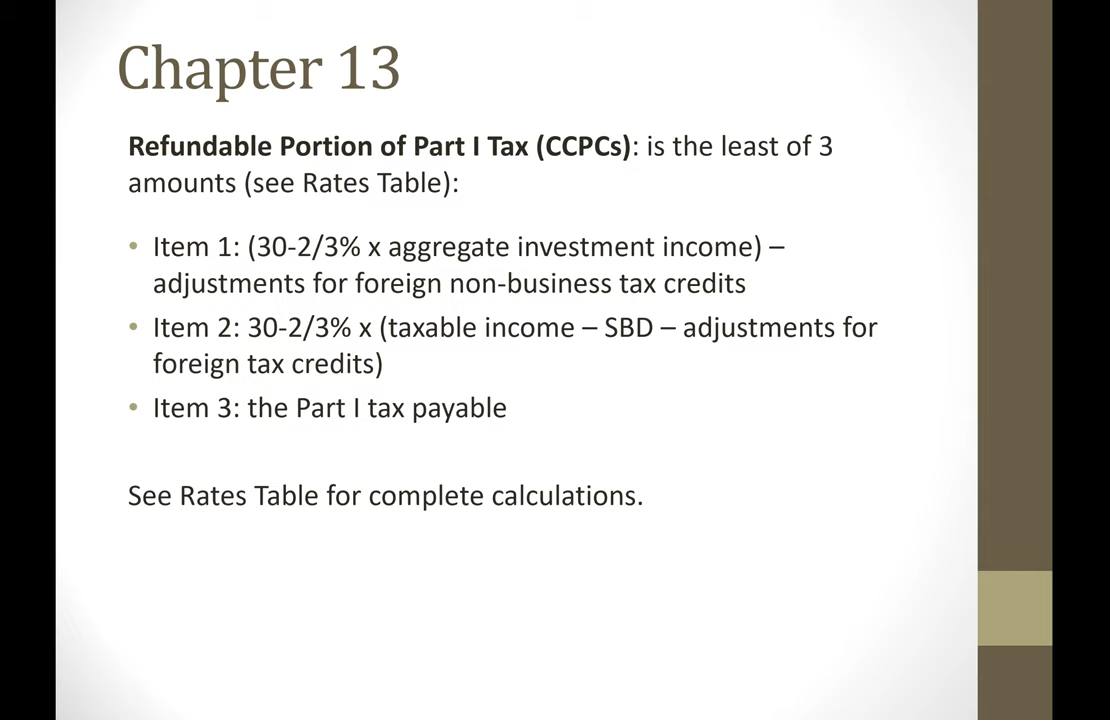 Chapter 13
Refundable Portion of Part I Tax (CCPCs): is the least of 3
amounts (see Rates Table):
• Item 1: (30-2/3% x aggregate investment income) –
adjustments for foreign non-business tax credits
• Item 2: 30-2/3% x (taxable income – SBD – adjustments for
foreign tax credits)
• Item 3: the Part I tax payable
See Rates Table for complete calculations.